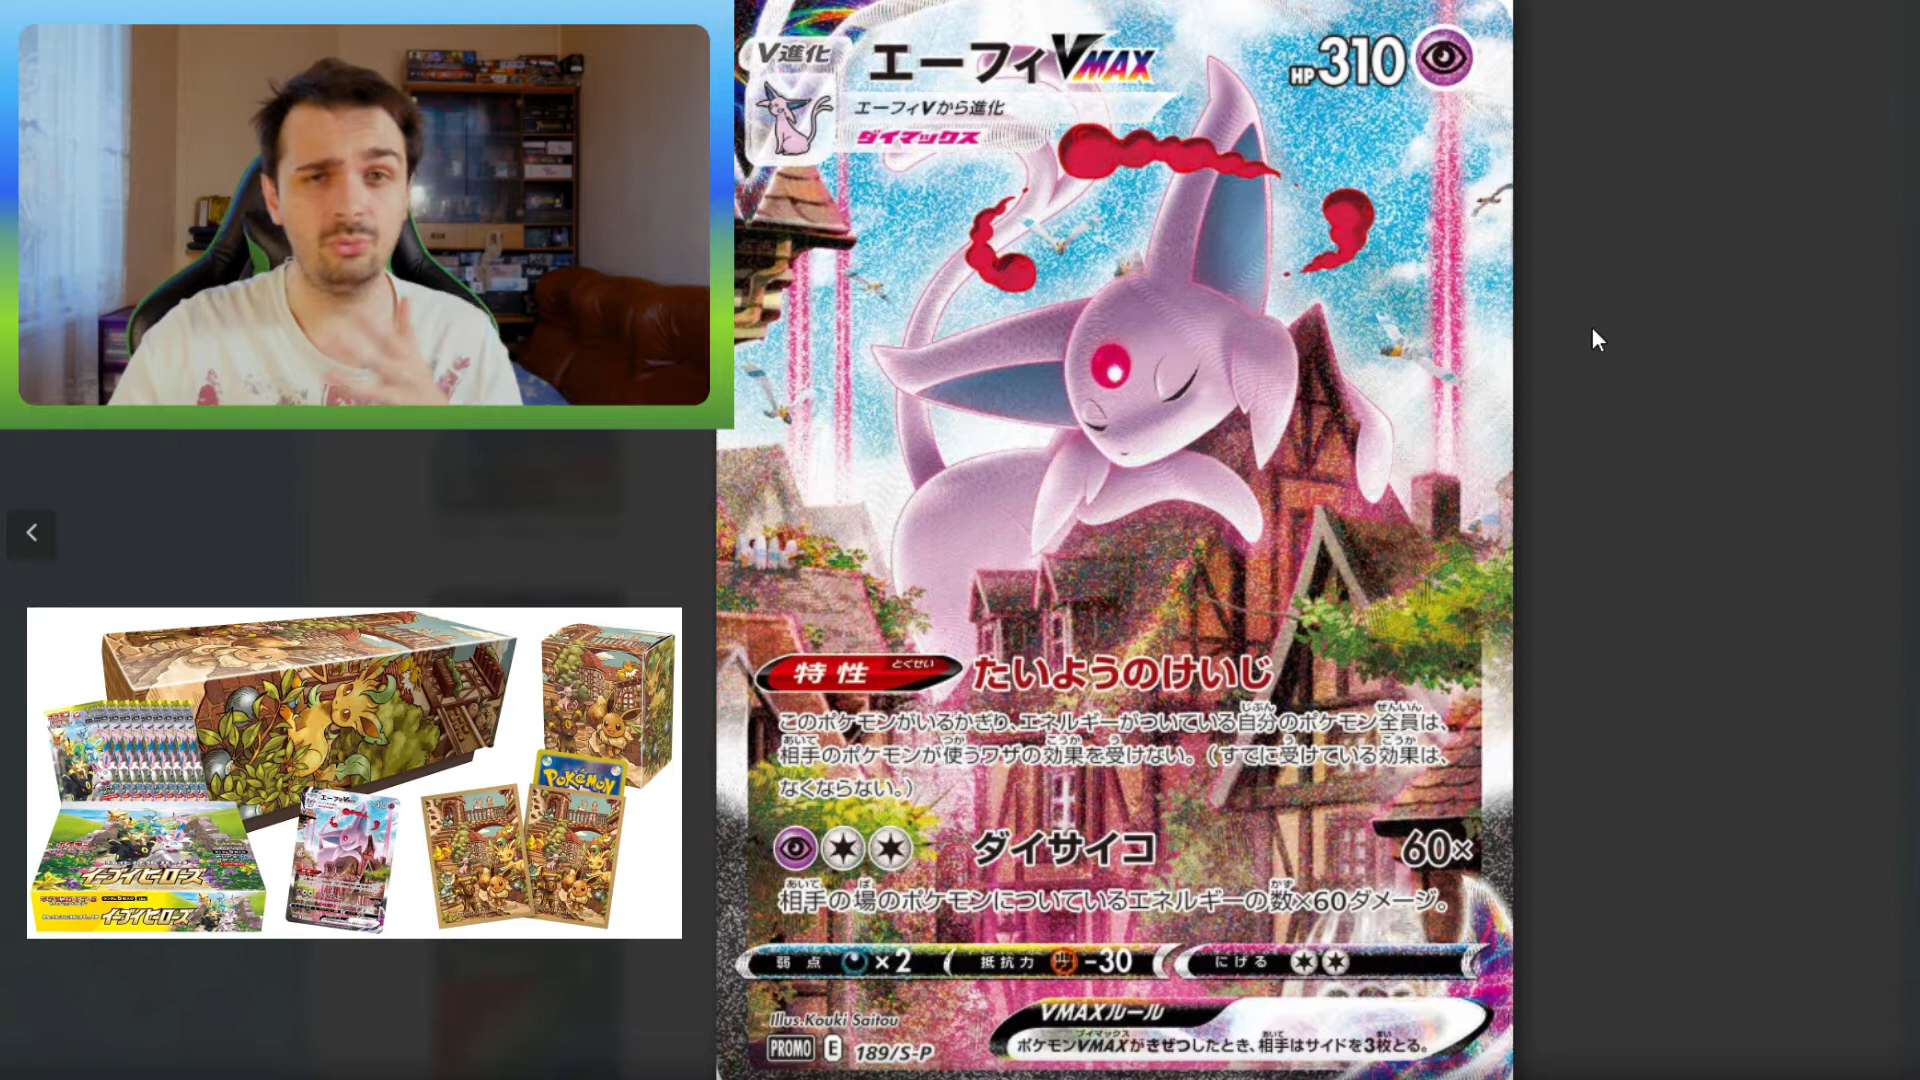 V進化
エーフィVMAX
HP310
エーフィVから進化
ダイマックス
特性 とくせい たいようのけいじ
このポケモンがいるかぎり、エネルギーがついている自分のポケモン全員は、
相手のポケモンが使うワザの効果を受けない。(すでに受けている効果は、
なくならない。)
ダイサイコ 60×
相手の場のポケモンについているエネルギーの数×60ダメージ。
弱点 ×2 抵抗力 -30 にげる
Illus.Kouki Saitou
PROMO E 189/S-P
VMAXルール
ポケモンVMAXがきぜつしたとき、相手はサイドを3枚とる。
POKéMON
イーブイヒーローズ
イーブイヒーローズ